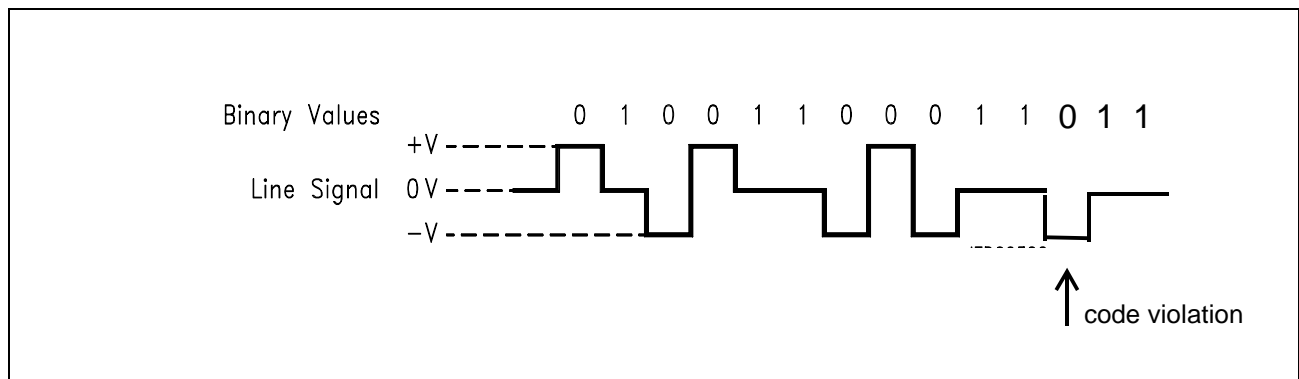 Binary Values 0 1 0 0 1 1 0 0 0 1 1 0 1 1
+V
Line Signal 0V
-V
code violation